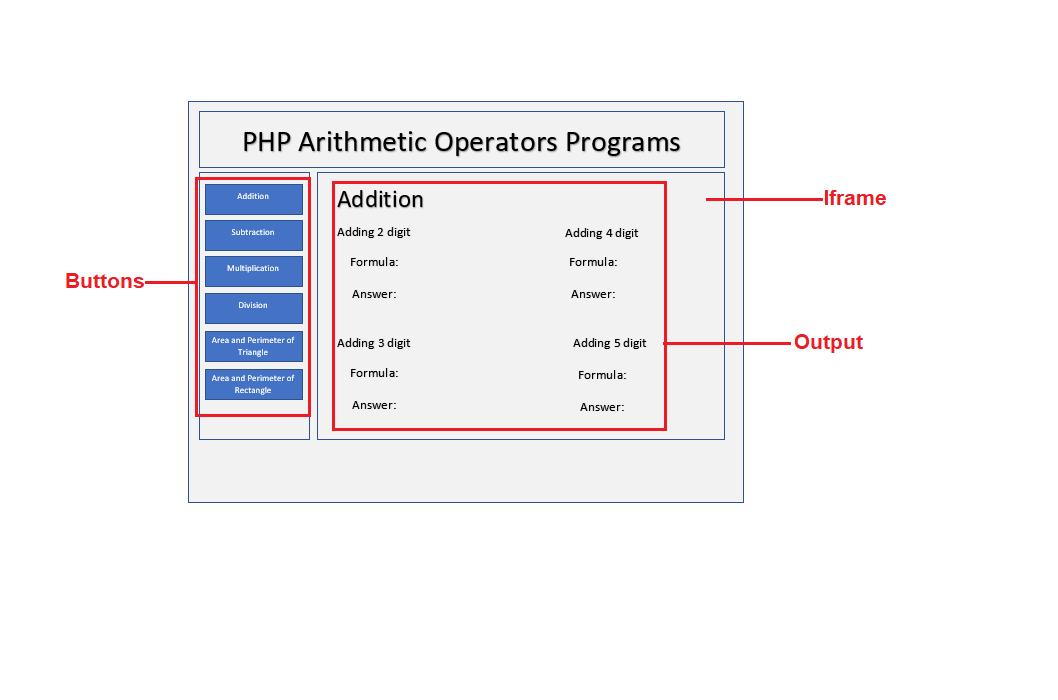 PHP Arithmetic Operators Programs
Buttons
Addition
Subtraction
Multiplication
Division
Area and Perimeter of
Triangle
Area and Perimeter of
Rectangle
Addition
Adding 2 digit
Formula:
Answer:
Adding 4 digit
Formula:
Answer:
Adding 3 digit
Formula:
Answer:
Adding 5 digit
Formula:
Answer:
Iframe
Output